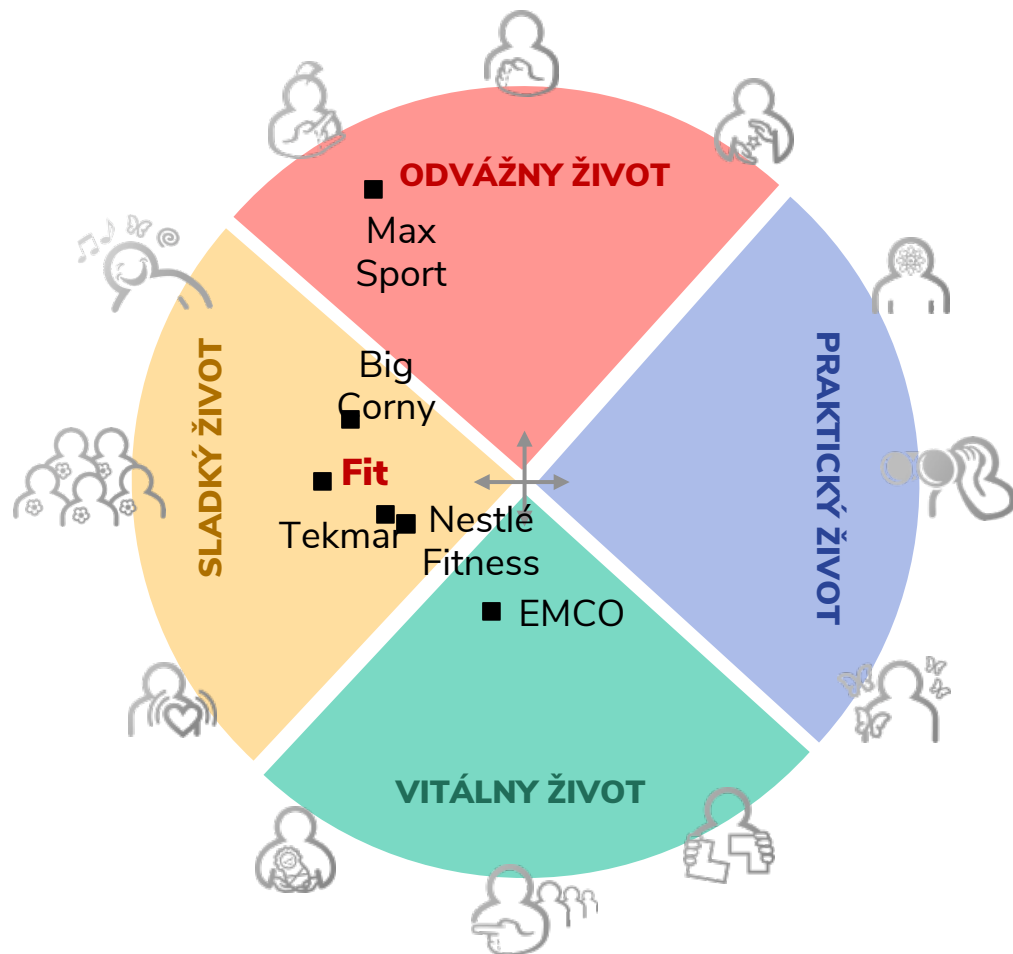 ODVÁŽNY ŽIVOT
Max
Sport
SLADKÝ ŽIVOT
Big
Corny
Fit
Tekmar
Nestlé
Fitness
EMCO
PRAKTICKÝ ŽIVOT
VITÁLNY ŽIVOT